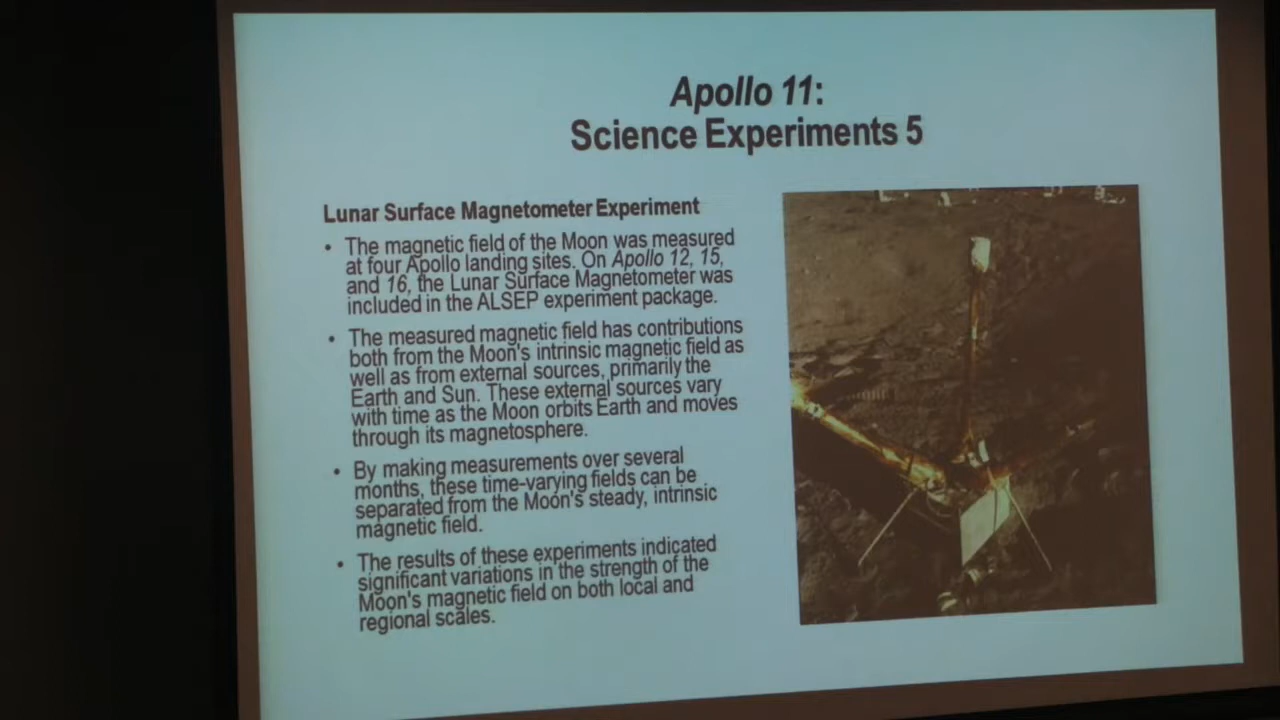 Apollo 11:
Science Experiments 5
Lunar Surface Magnetometer Experiment
• The magnetic field of the Moon was measured
at four Apollo landing sites. On Apollo 12, 15,
and 16, the Lunar Surface Magnetometer was
included in the ALSEP experiment package.
• The measured magnetic field has contributions
both from the Moon's intrinsic magnetic field as
well as from external sources, primarily the
Earth and Sun. These external sources vary
with time as the Moon orbits Earth and moves
through its magnetosphere.
• By making measurements over several
months, these time-varying fields can be
separated from the Moon's steady, intrinsic
magnetic field.
• The results of these experiments indicated
significant variations in the strength of the
Moon's magnetic field on both local and
regional scales.